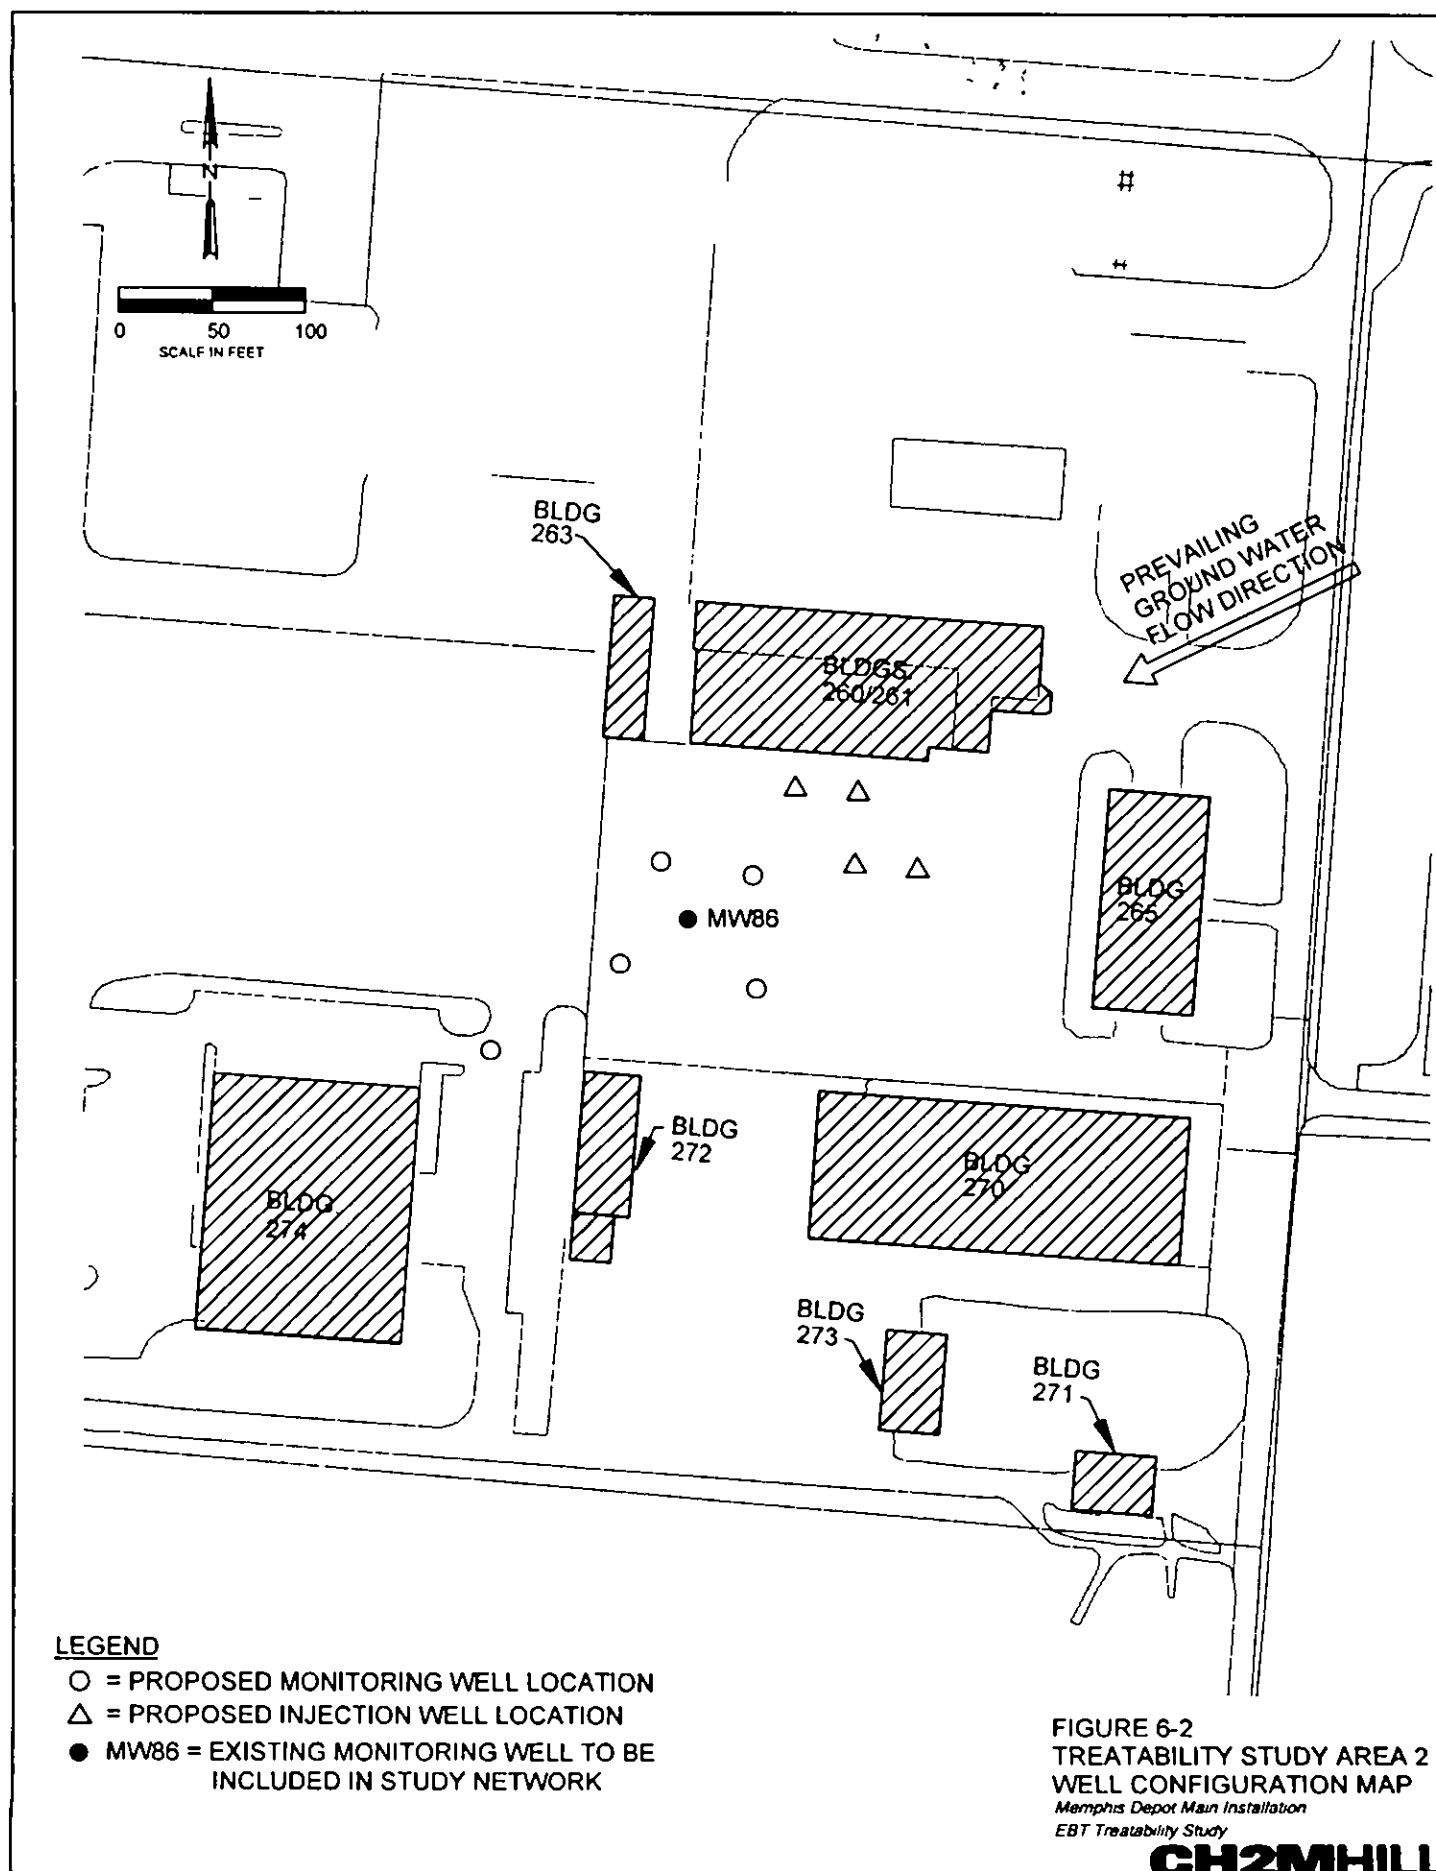 N
0 50 100
SCALE IN FEET
BLDG
263
PREVAILING
GROUND WATER
FLOW DIRECTION
BLDGS.
260/261
BLDG
265
MW86
BLDG
272
BLDG
270
BLDG
274
BLDG
273
BLDG
271
LEGEND
○ = PROPOSED MONITORING WELL LOCATION
△ = PROPOSED INJECTION WELL LOCATION
● MW86 = EXISTING MONITORING WELL TO BE
INCLUDED IN STUDY NETWORK
FIGURE 6-2
TREATABILITY STUDY AREA 2
WELL CONFIGURATION MAP
Memphis Depot Main Installation
EBT Treatability Study
CH2MHILL